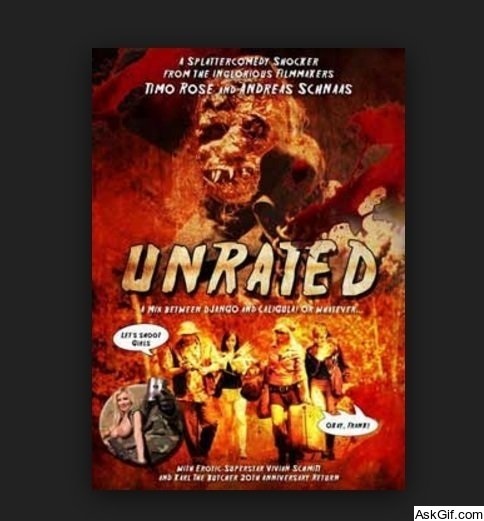 A SPLATTERCOMEDY SHOCKER
FROM THE INGLORIOUS FILMMAKERS
TIMO ROSE AND ANDREAS SCHNAAS
UNRATED
A MIX BETWEEN DJANGO AND CALIGULA! OR WHATEVER...
LET'S SHOOT
GIRLS
OKAY, FRANK!
WITH EROTIC SUPERSTAR VIVIAN SCHMITT
AND KARL THE BUTCHER 20TH ANNIVERSARY RETURN
AskGif.com